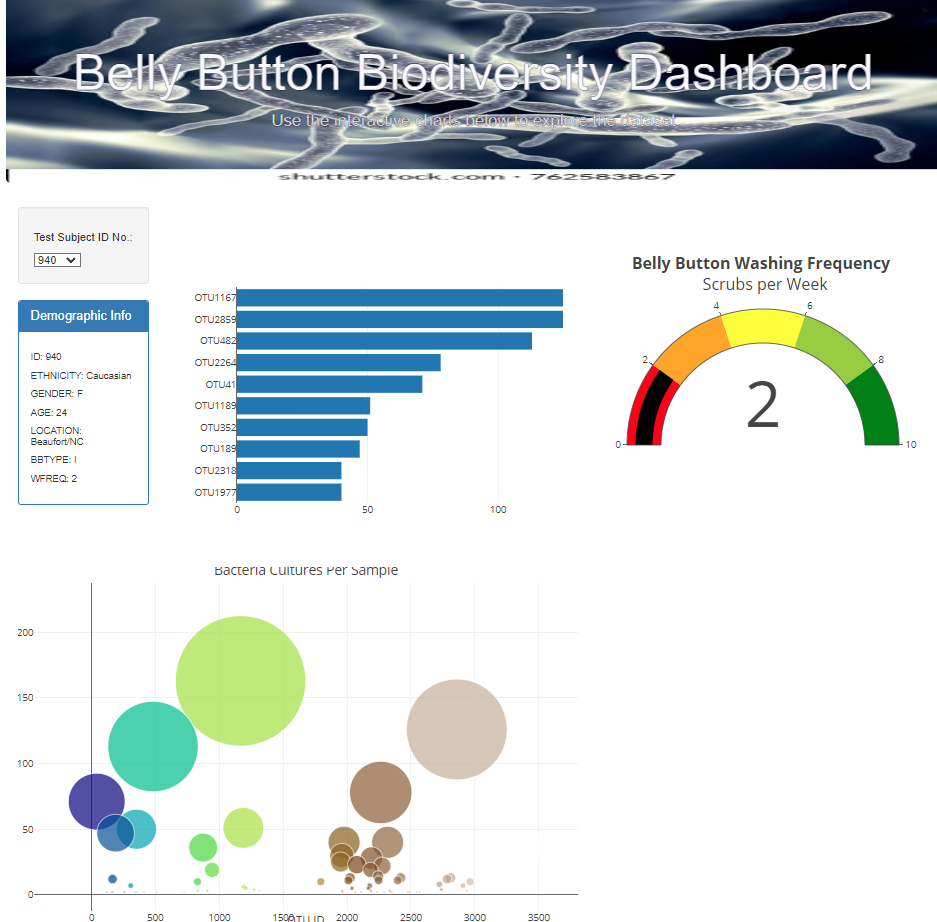 Belly Button Biodiversity Dashboard
Use the interactive charts below to explore the dataset
shutterstock.com · 762583867
Test Subject ID No.:
940
Demographic Info
ID: 940
ETHNICITY: Caucasian
GENDER: F
AGE: 24
LOCATION:
Beaufort/NC
BBTYPE: I
WFREQ: 2
OTU1167
OTU2859
OTU482
OTU2264
OTU41
OTU1189
OTU352
OTU189
OTU2318
OTU1977
0 50 100
Belly Button Washing Frequency
Scrubs per Week
0 2 4 6 8 10
2
Bacteria Cultures Per Sample
200
150
100
50
0
0 500 1000 1500 2000 2500 3000 3500
OTU ID